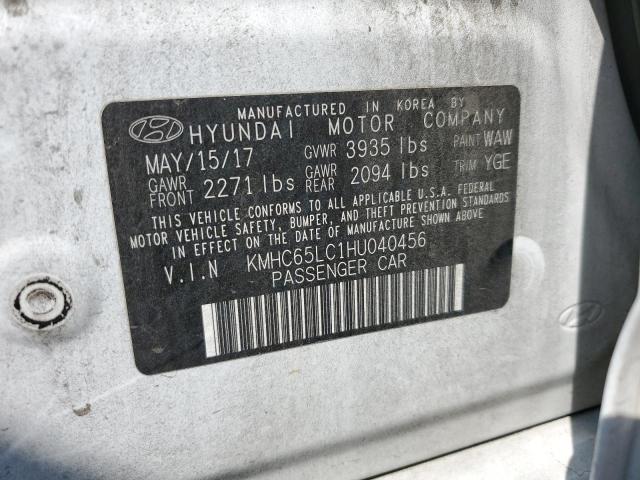 MANUFACTURED IN KOREA BY
HYUNDAI MOTOR COMPANY
MAY/15/17 GVWR 3935 lbs PAINT WAW
GAWR FRONT 2271 lbs GAWR REAR 2094 lbs TRIM YGE
THIS VEHICLE CONFORMS TO ALL APPLICABLE U.S.A. FEDERAL
MOTOR VEHICLE SAFETY, BUMPER, AND THEFT PREVENTION STANDARDS
IN EFFECT ON THE DATE OF MANUFACTURE SHOWN ABOVE
V.I.N KMHC65LC1HU040456
PASSENGER CAR